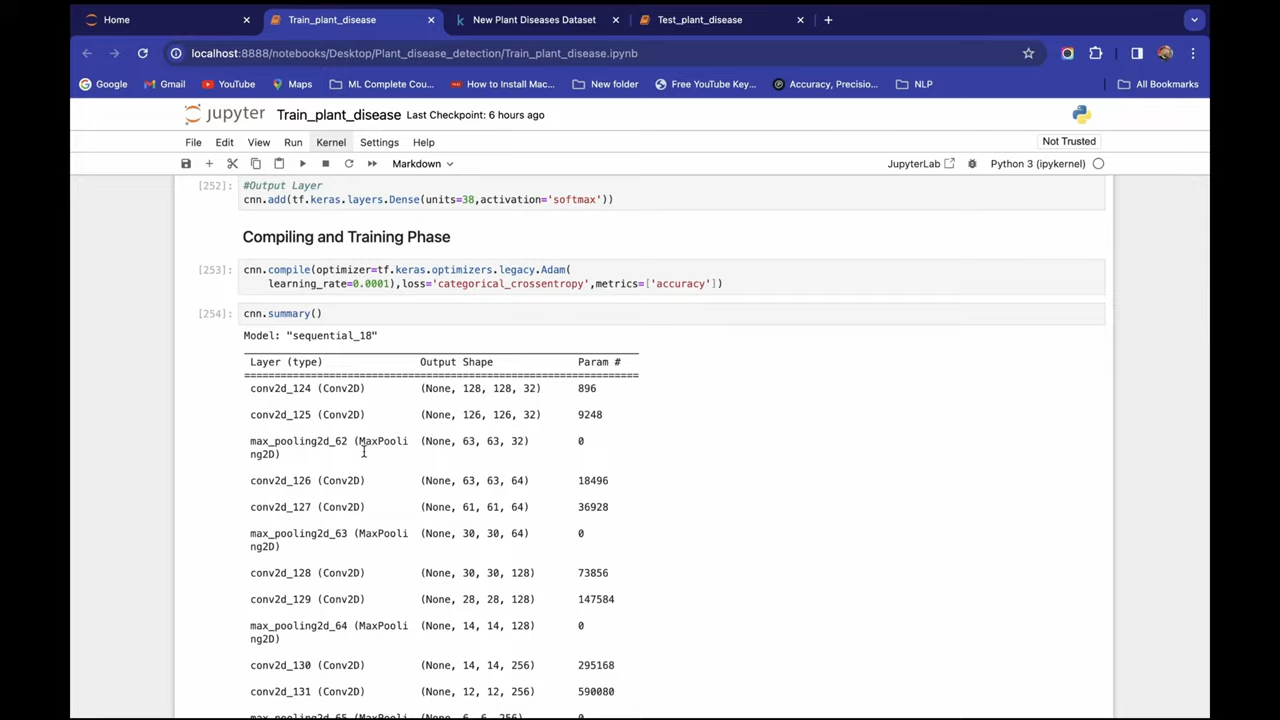 Home
Train_plant_disease
New Plant Diseases Dataset
Test_plant_disease
localhost:8888/notebooks/Desktop/Plant_disease_detection/Train_plant_disease.ipynb
Google Gmail YouTube Maps ML Complete Cou... How to Install Mac... New folder Free YouTube Key... Accuracy, Precisio... NLP All Bookmarks
jupyter Train_plant_disease Last Checkpoint: 6 hours ago
File Edit View Run Kernel Settings Help Not Trusted
Markdown JupyterLab Python 3 (ipykernel)
[252]: #Output Layer
cnn.add(tf.keras.layers.Dense(units=38,activation='softmax'))
Compiling and Training Phase
[253]: cnn.compile(optimizer=tf.keras.optimizers.legacy.Adam(
learning_rate=0.0001),loss='categorical_crossentropy',metrics=['accuracy'])
[254]: cnn.summary()
Model: "sequential_18"
Layer (type) Output Shape Param #
conv2d_124 (Conv2D) (None, 128, 128, 32) 896
conv2d_125 (Conv2D) (None, 126, 126, 32) 9248
max_pooling2d_62 (MaxPooli (None, 63, 63, 32) 0
ng2D)
conv2d_126 (Conv2D) (None, 63, 63, 64) 18496
conv2d_127 (Conv2D) (None, 61, 61, 64) 36928
max_pooling2d_63 (MaxPooli (None, 30, 30, 64) 0
ng2D)
conv2d_128 (Conv2D) (None, 30, 30, 128) 73856
conv2d_129 (Conv2D) (None, 28, 28, 128) 147584
max_pooling2d_64 (MaxPooli (None, 14, 14, 128) 0
ng2D)
conv2d_130 (Conv2D) (None, 14, 14, 256) 295168
conv2d_131 (Conv2D) (None, 12, 12, 256) 590080
max_pooling2d_65 (MaxPooli (None, 6, 6, 256) 0